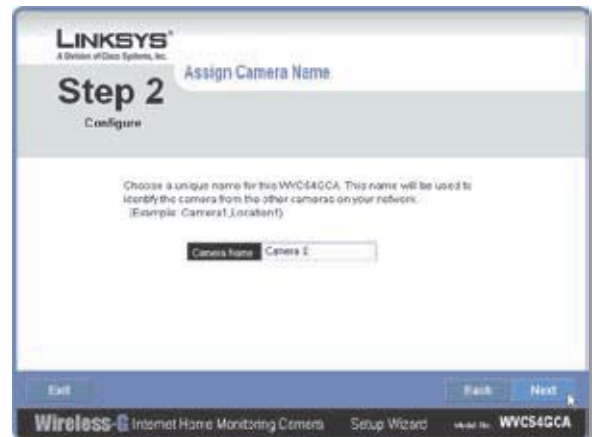 LINKSYS®
A Division of Cisco Systems, Inc.
Assign Camera Name
Step 2
Configure
Choose a unique name for this WVC54GCA. This name will be used to
identify the camera from the other cameras on your network.
(Example: Camera1,Location1)
Camera Name Camera
Exit
Back
Next
Wireless-G Internet Home Monitoring Camera
Setup Wizard
Model No. WVC54GCA